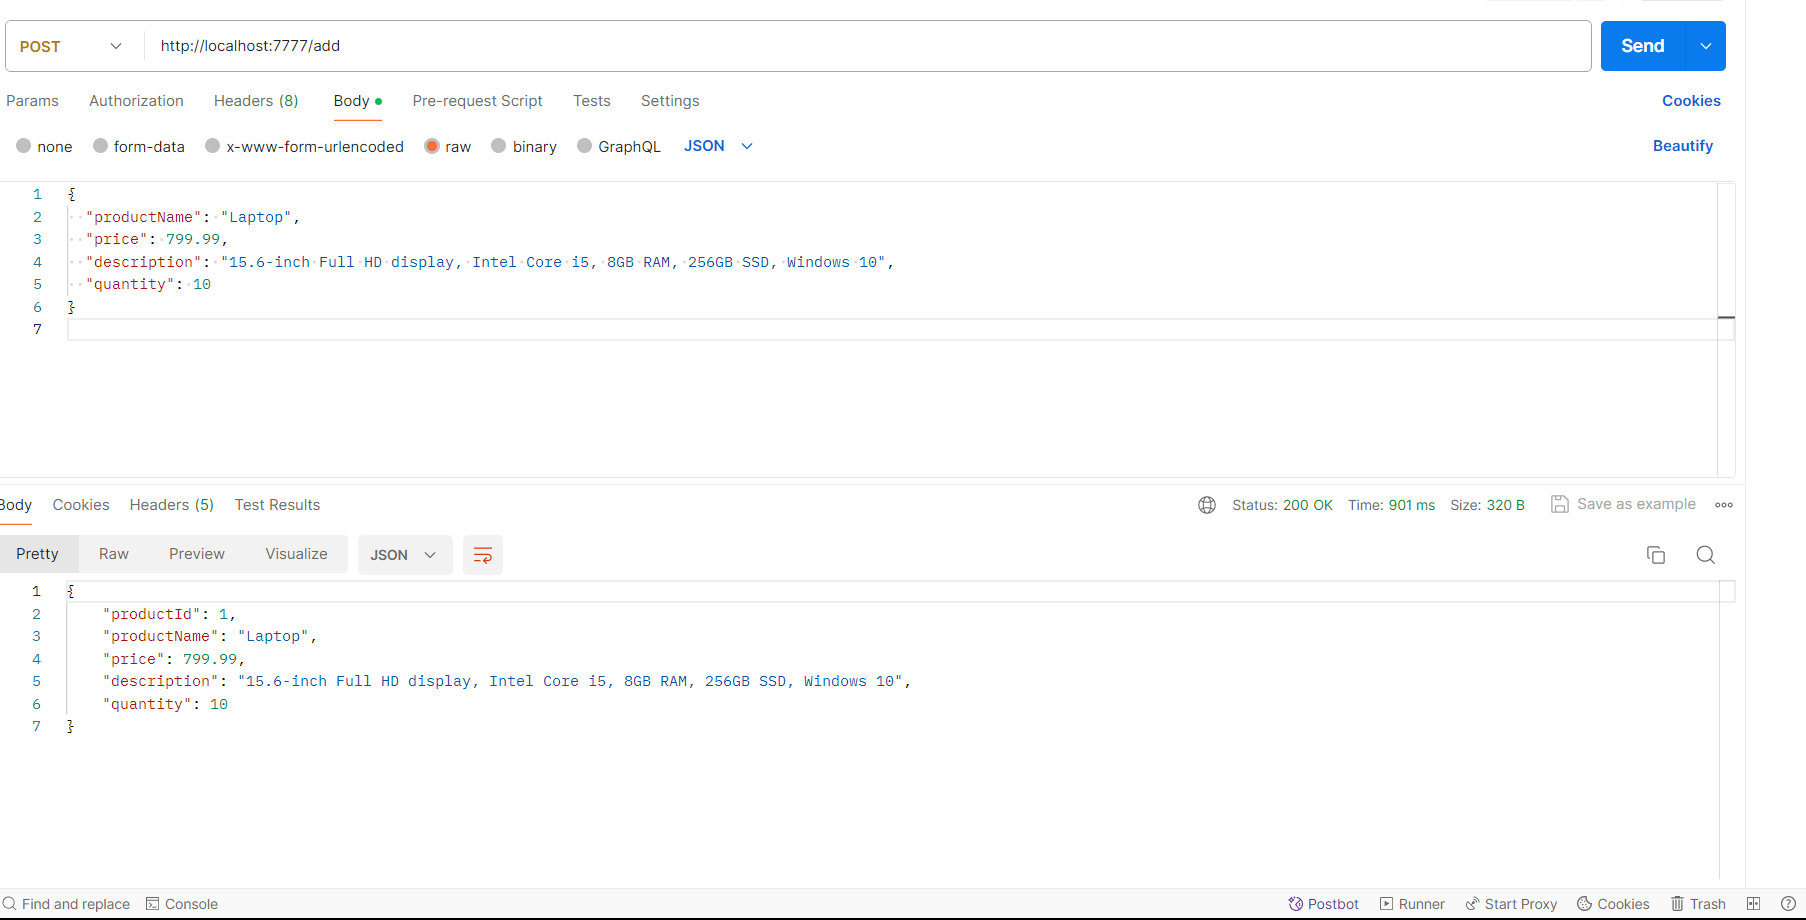 POST http://localhost:7777/add Send
Params Authorization Headers (8) Body Pre-request Script Tests Settings Cookies
none form-data x-www-form-urlencoded raw binary GraphQL JSON Beautify
1 {
2 "productName": "Laptop",
3 "price": 799.99,
4 "description": "15.6-inch Full HD display, Intel Core i5, 8GB RAM, 256GB SSD, Windows 10",
5 "quantity": 10
6 }
7
Body Cookies Headers (5) Test Results Status: 200 OK Time: 901 ms Size: 320 B Save as example
Pretty Raw Preview Visualize JSON
1 {
2 "productId": 1,
3 "productName": "Laptop",
4 "price": 799.99,
5 "description": "15.6-inch Full HD display, Intel Core i5, 8GB RAM, 256GB SSD, Windows 10",
6 "quantity": 10
7 }
Find and replace Console Postbot Runner Start Proxy Cookies Trash